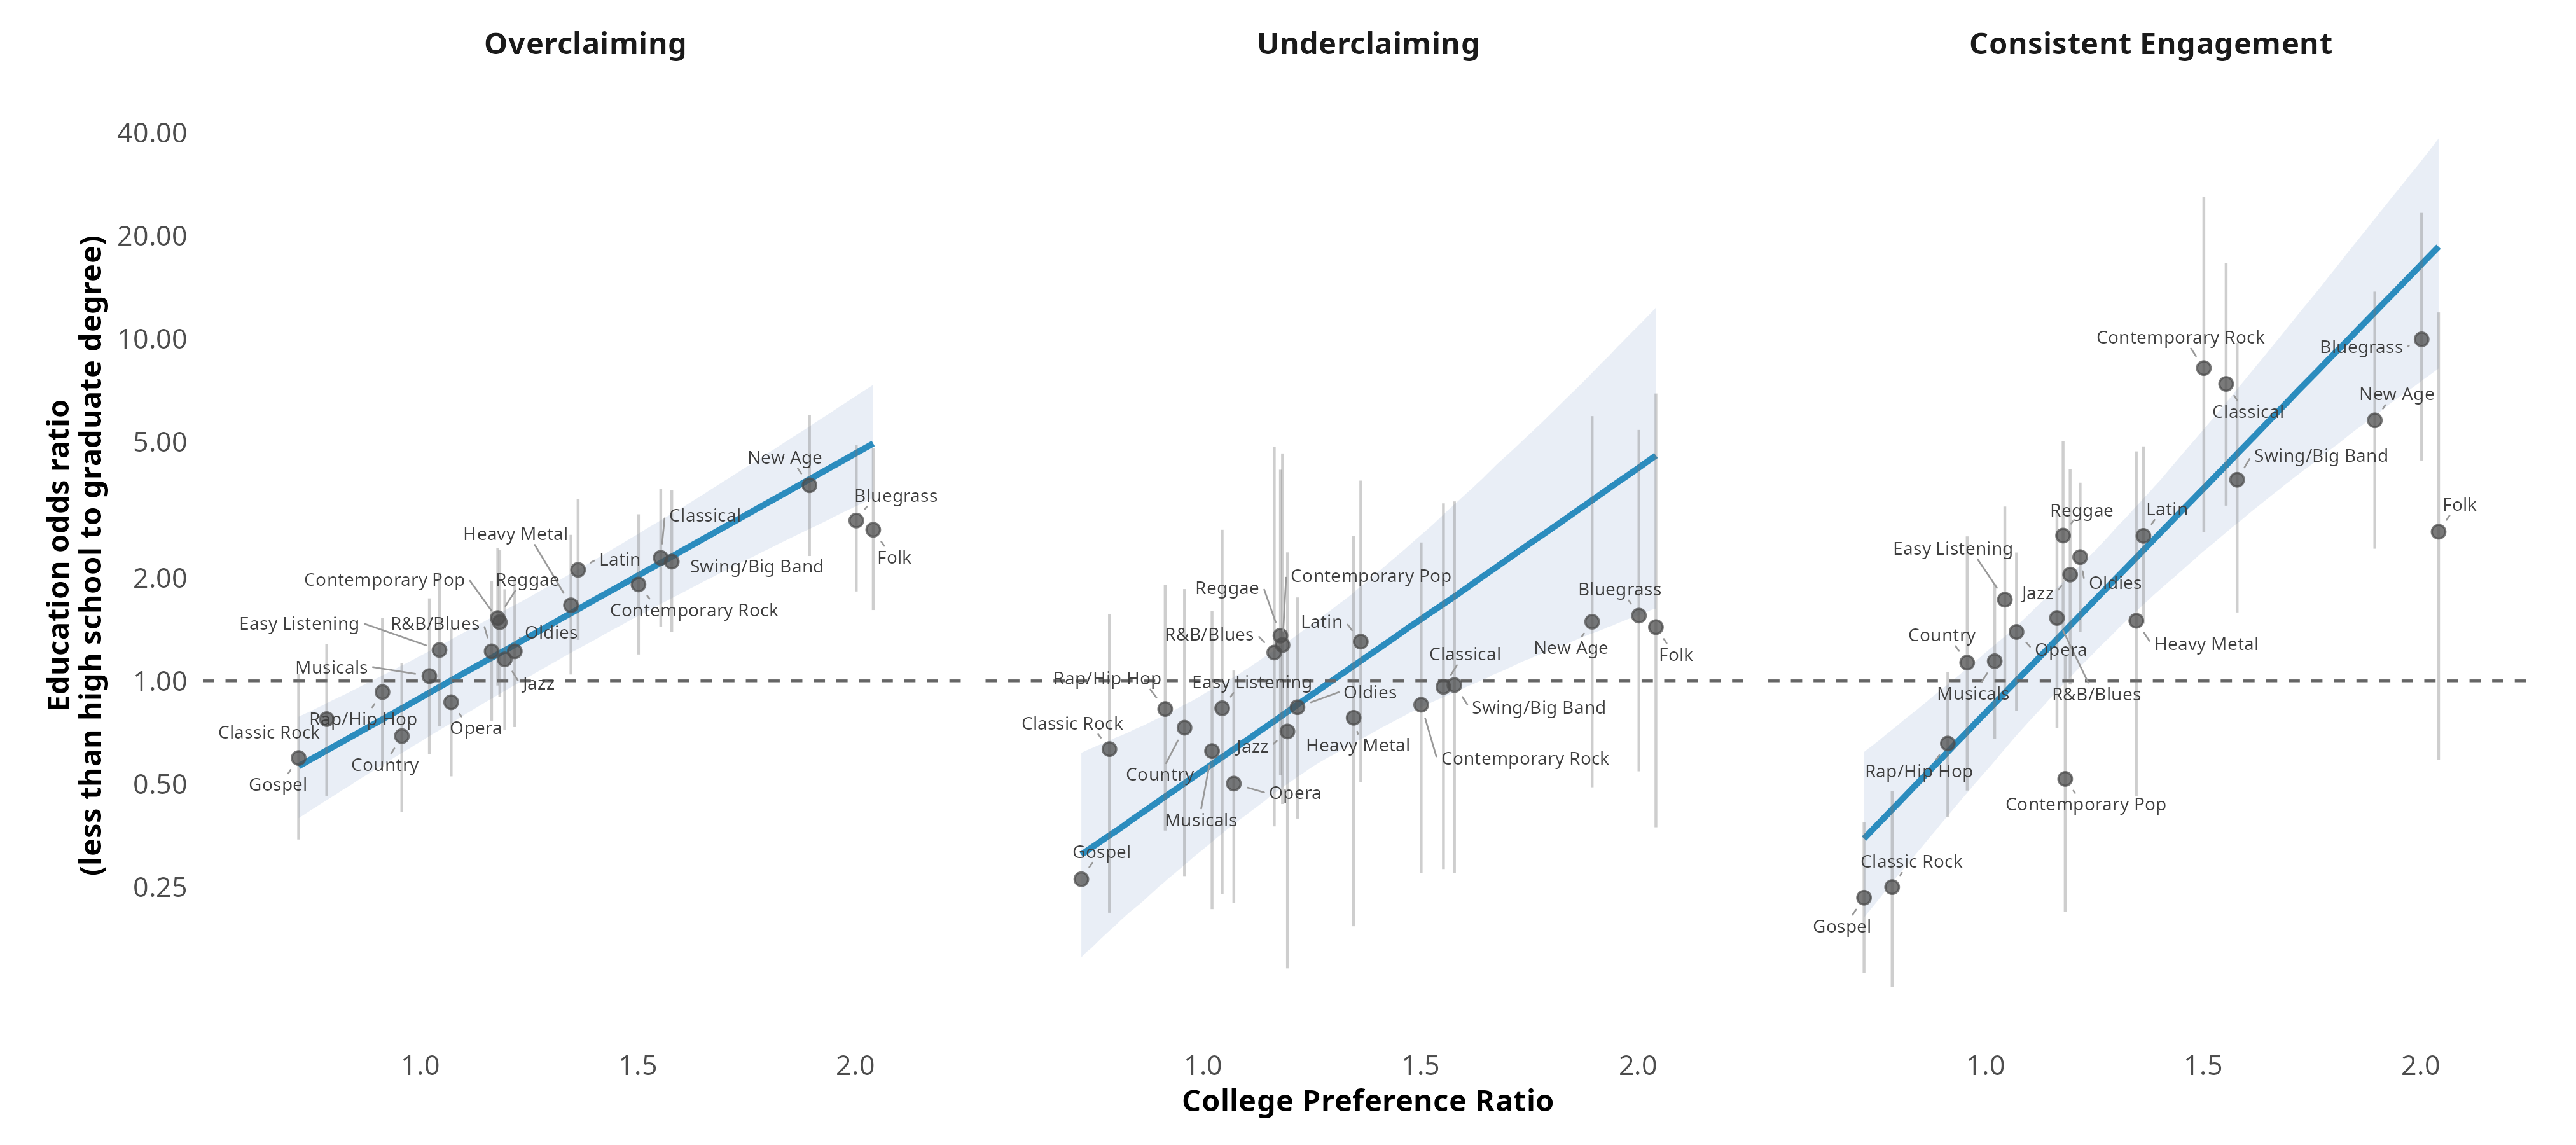 Overclaiming
Underclaiming
Consistent Engagement
Education odds ratio
(less than high school to graduate degree)
40.00
20.00
10.00
5.00
2.00
1.00
0.50
0.25
New Age
Bluegrass
Classical
Heavy Metal
Folk
Latin
Swing/Big Band
Contemporary Pop
Reggae
Contemporary Rock
Easy Listening
R&B/Blues
Oldies
Musicals
Jazz
Rap/Hip Hop
Opera
Classic Rock
Country
Gospel
Contemporary Pop
Reggae
Bluegrass
Latin
R&B/Blues
New Age
Classical
Folk
Rap/Hip Hop
Easy Listening
Oldies
Swing/Big Band
Classic Rock
Jazz
Heavy Metal
Contemporary Rock
Country
Opera
Musicals
Gospel
Contemporary Rock
Bluegrass
New Age
Classical
Swing/Big Band
Folk
Reggae
Latin
Easy Listening
Oldies
Jazz
Country
Heavy Metal
Opera
Musicals
R&B/Blues
Rap/Hip Hop
Contemporary Pop
Classic Rock
Gospel
1.0
1.5
2.0
1.0
1.5
2.0
1.0
1.5
2.0
College Preference Ratio